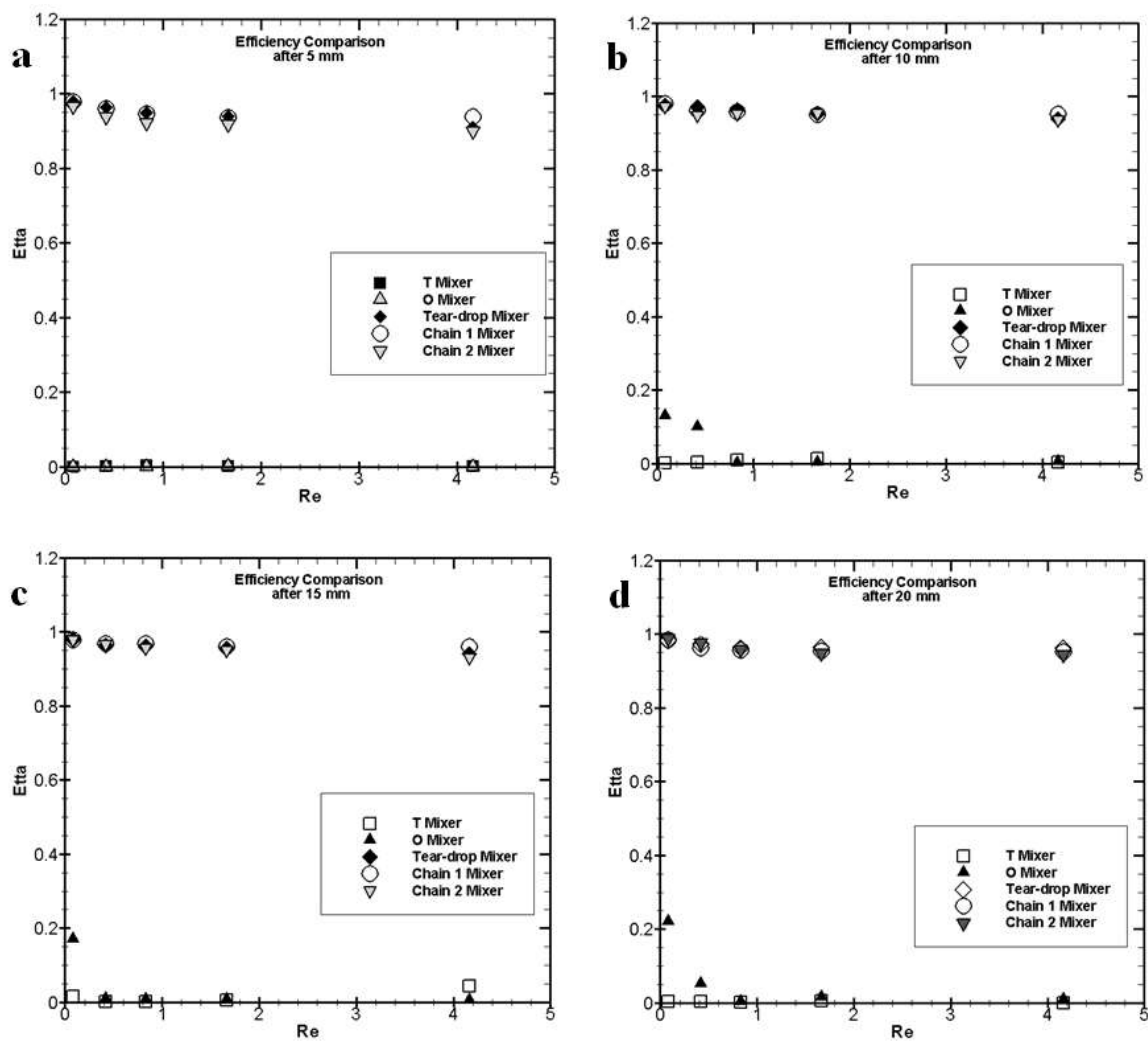 a
Efficiency Comparison
after 5 mm
1.2
1
0.8
0.6
0.4
0.2
0
Etta
T Mixer
O Mixer
Tear-drop Mixer
Chain 1 Mixer
Chain 2 Mixer
0 1 2 3 4 5
Re
b
Efficiency Comparison
after 10 mm
1.2
1
0.8
0.6
0.4
0.2
0
Etta
T Mixer
O Mixer
Tear-drop Mixer
Chain 1 Mixer
Chain 2 Mixer
0 1 2 3 4 5
Re
c
Efficiency Comparison
after 15 mm
1.2
1
0.8
0.6
0.4
0.2
0
Etta
T Mixer
O Mixer
Tear-drop Mixer
Chain 1 Mixer
Chain 2 Mixer
0 1 2 3 4 5
Re
d
Efficiency Comparison
after 20 mm
1.2
1
0.8
0.6
0.4
0.2
0
Etta
T Mixer
O Mixer
Tear-drop Mixer
Chain 1 Mixer
Chain 2 Mixer
0 1 2 3 4 5
Re